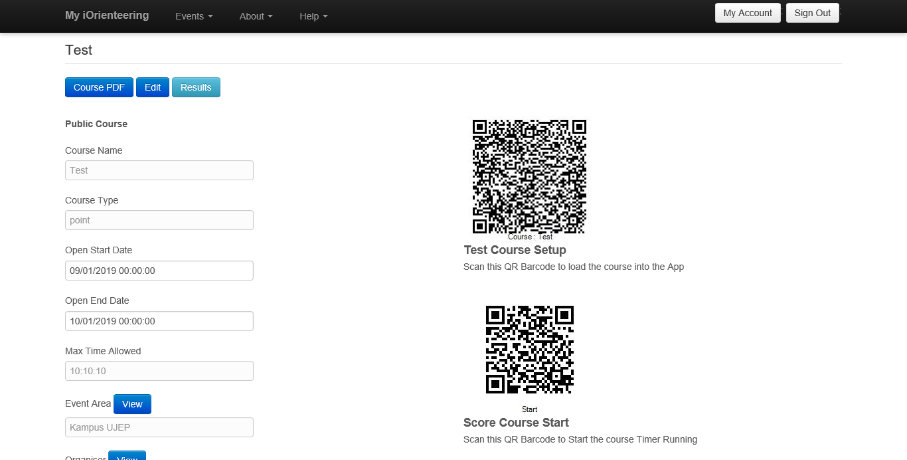 My iOrienteering Events About Help My Account Sign Out
Test
Course PDF Edit Results
Public Course
Course Name
Test
Course Type
point
Open Start Date
09/01/2019 00:00:00
Open End Date
10/01/2019 00:00:00
Max Time Allowed
10:10:10
Event Area View
Kampus UJEP
Organiser View
Course : Test
Test Course Setup
Scan this QR Barcode to load the course into the App
Start
Score Course Start
Scan this QR Barcode to Start the course Timer Running